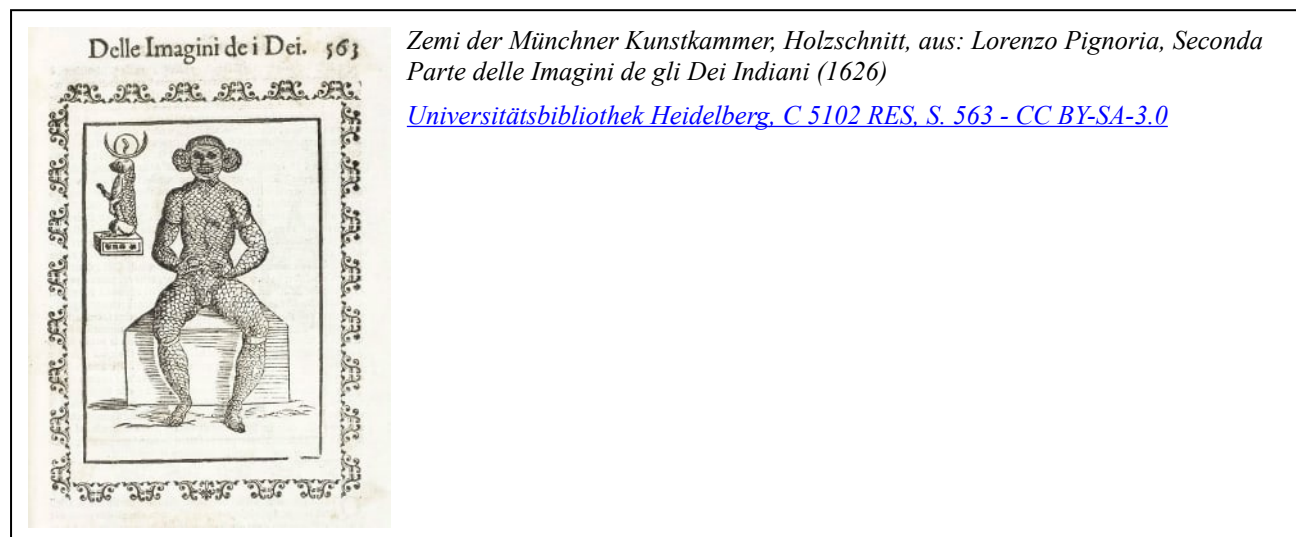 Delle Imagini de i Dei. 563
Zemi der Münchner Kunstkammer, Holzschnitt, aus: Lorenzo Pignoria, Seconda
Parte delle Imagini de gli Dei Indiani (1626)
Universitätsbibliothek Heidelberg, C 5102 RES, S. 563 - CC BY-SA-3.0